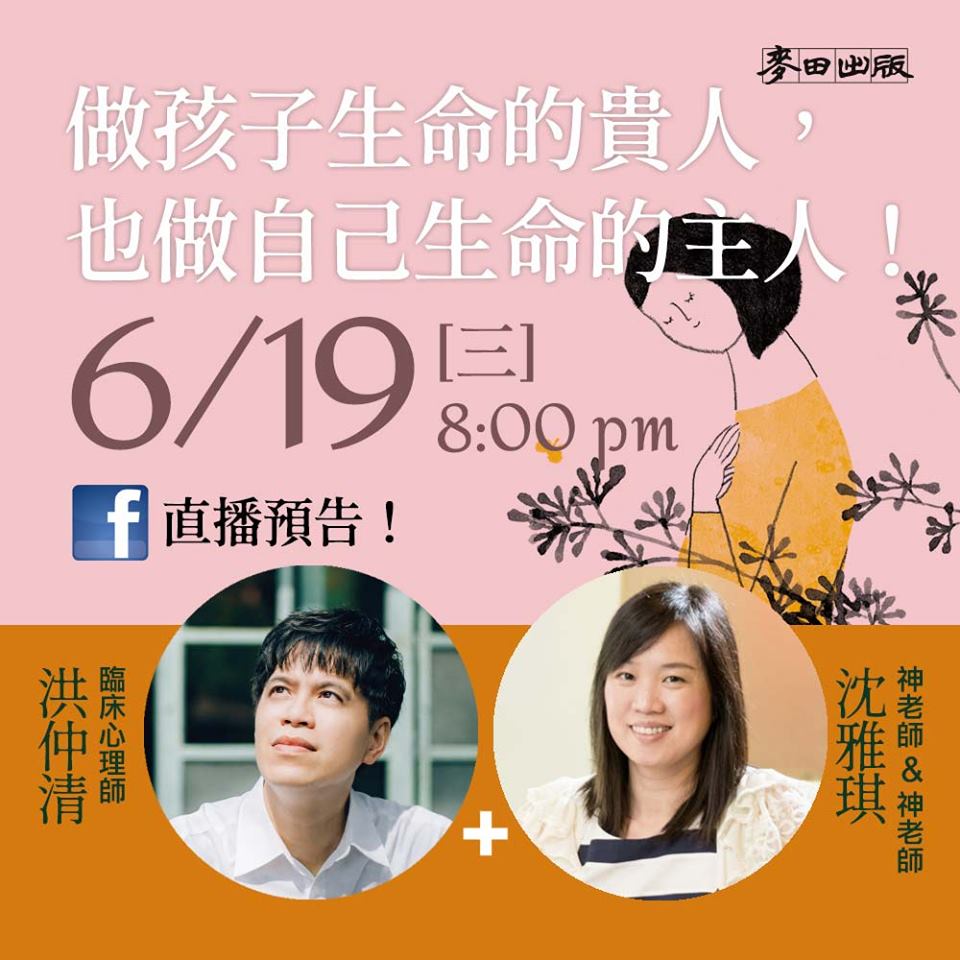 麥田出版
做孩子生命的貴人，
也做自己生命的主人！
6/19
[三]
8:00 pm
f
直播預告！
臨床心理師
洪仲清
+
神老師 & 神老師
沈雅琪